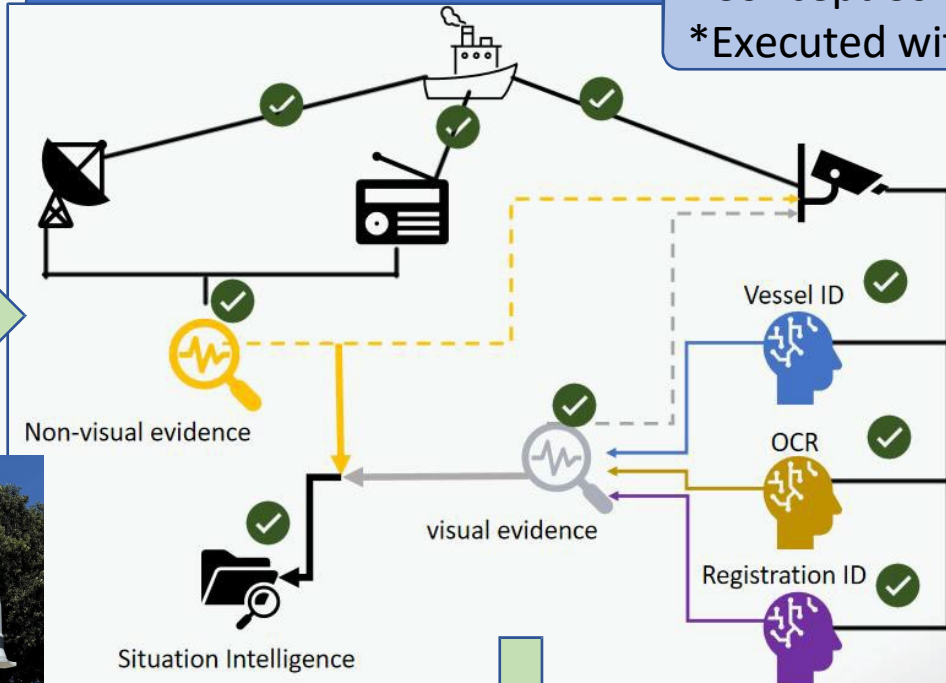 *Executed wit
Vessel ID
Non-visual evidence
OCR
visual evidence
Registration ID
Situation Intelligence